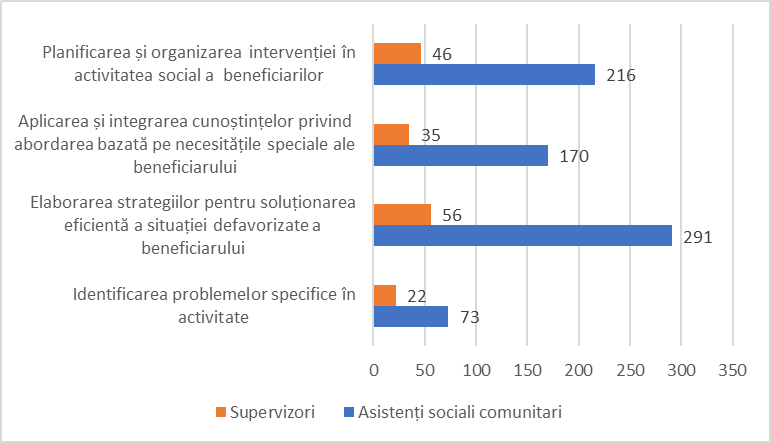 Planificarea și organizarea intervenției în
activitatea social a beneficiarilor
46
216
Aplicarea și integrarea cunoștințelor privind
abordarea bazată pe necesitățile speciale ale
beneficiarului
35
170
Elaborarea strategiilor pentru soluționarea
eficientă a situației defavorizate a
beneficiarului
56
291
Identificarea problemelor specifice în
activitate
22
73
0 50 100 150 200 250 300 350
Supervizori Asistenți sociali comunitari